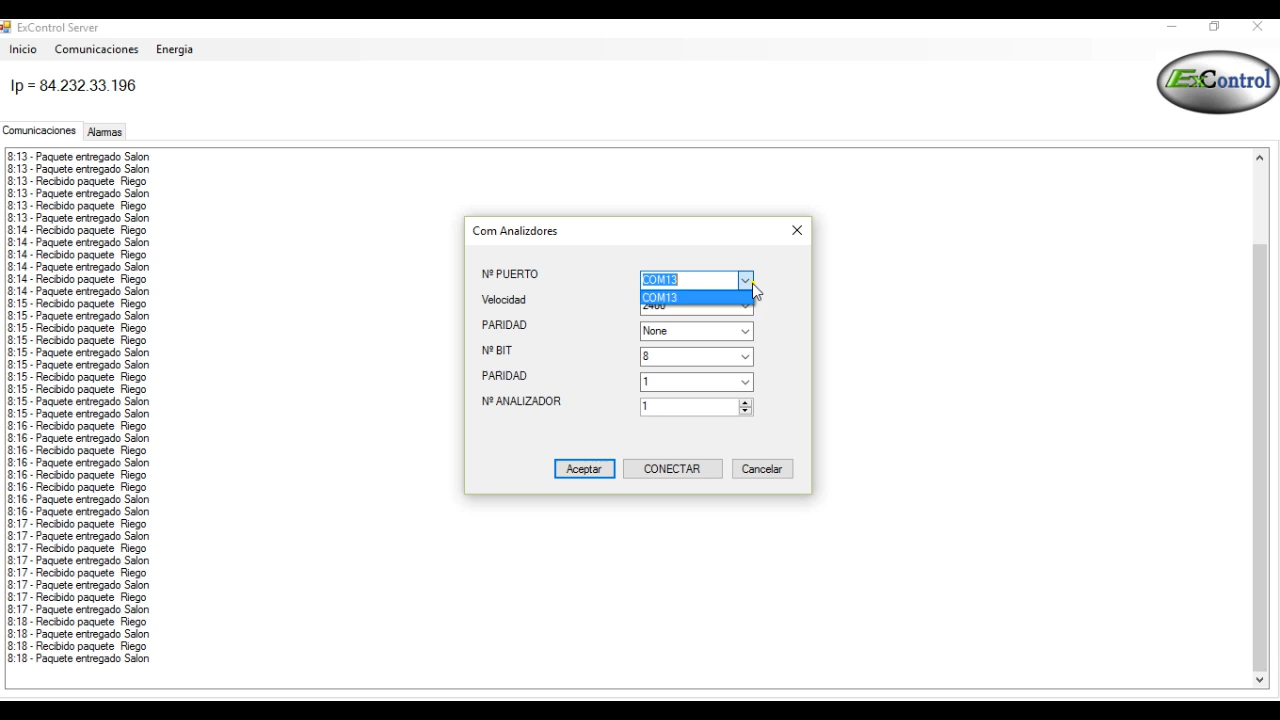 ExControl Server
Inicio Comunicaciones Energia
Ip = 84.232.33.196
ExControl
Comunicaciones Alarmas
8:13 - Paquete entregado Salon
8:13 - Paquete entregado Salon
8:13 - Recibido paquete Riego
8:13 - Paquete entregado Salon
8:13 - Recibido paquete Riego
8:13 - Paquete entregado Salon
8:14 - Recibido paquete Riego
8:14 - Paquete entregado Salon
8:14 - Recibido paquete Riego
8:14 - Paquete entregado Salon
8:14 - Recibido paquete Riego
8:14 - Paquete entregado Salon
8:15 - Recibido paquete Riego
8:15 - Paquete entregado Salon
8:15 - Recibido paquete Riego
8:15 - Recibido paquete Riego
8:15 - Paquete entregado Salon
8:15 - Paquete entregado Salon
8:15 - Recibido paquete Riego
8:15 - Recibido paquete Riego
8:15 - Paquete entregado Salon
8:15 - Paquete entregado Salon
8:16 - Recibido paquete Riego
8:16 - Paquete entregado Salon
8:16 - Recibido paquete Riego
8:16 - Paquete entregado Salon
8:16 - Recibido paquete Riego
8:16 - Recibido paquete Riego
8:16 - Paquete entregado Salon
8:16 - Paquete entregado Salon
8:17 - Recibido paquete Riego
8:17 - Paquete entregado Salon
8:17 - Recibido paquete Riego
8:17 - Paquete entregado Salon
8:17 - Recibido paquete Riego
8:17 - Paquete entregado Salon
8:17 - Recibido paquete Riego
8:17 - Paquete entregado Salon
8:18 - Recibido paquete Riego
8:18 - Paquete entregado Salon
8:18 - Recibido paquete Riego
8:18 - Paquete entregado Salon
Com Analizdores
Nº PUERTO COM13
COM13
Velocidad 2400
PARIDAD None
Nº BIT 8
PARIDAD 1
Nº ANALIZADOR 1
Aceptar CONECTAR Cancelar